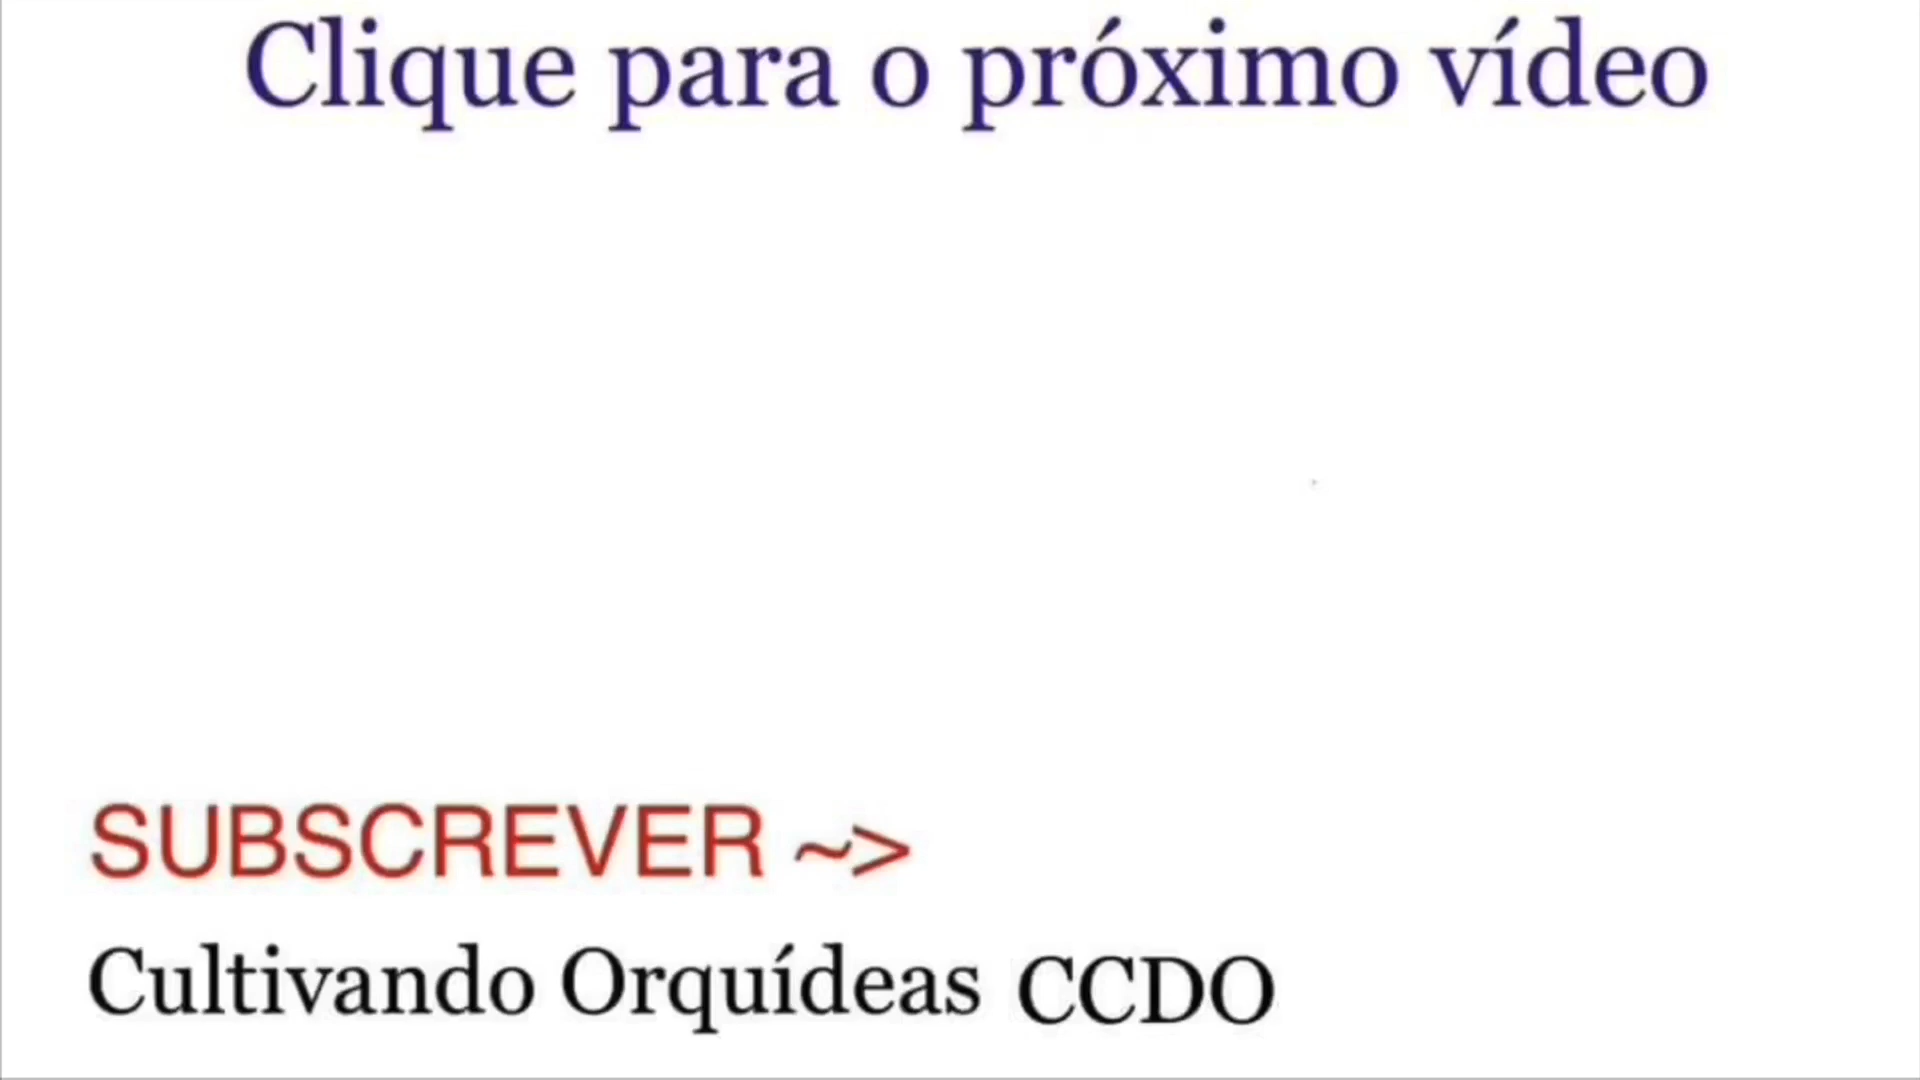 Clique para o próximo vídeo
SUBSCREVER ~>
Cultivando Orquídeas CCDO